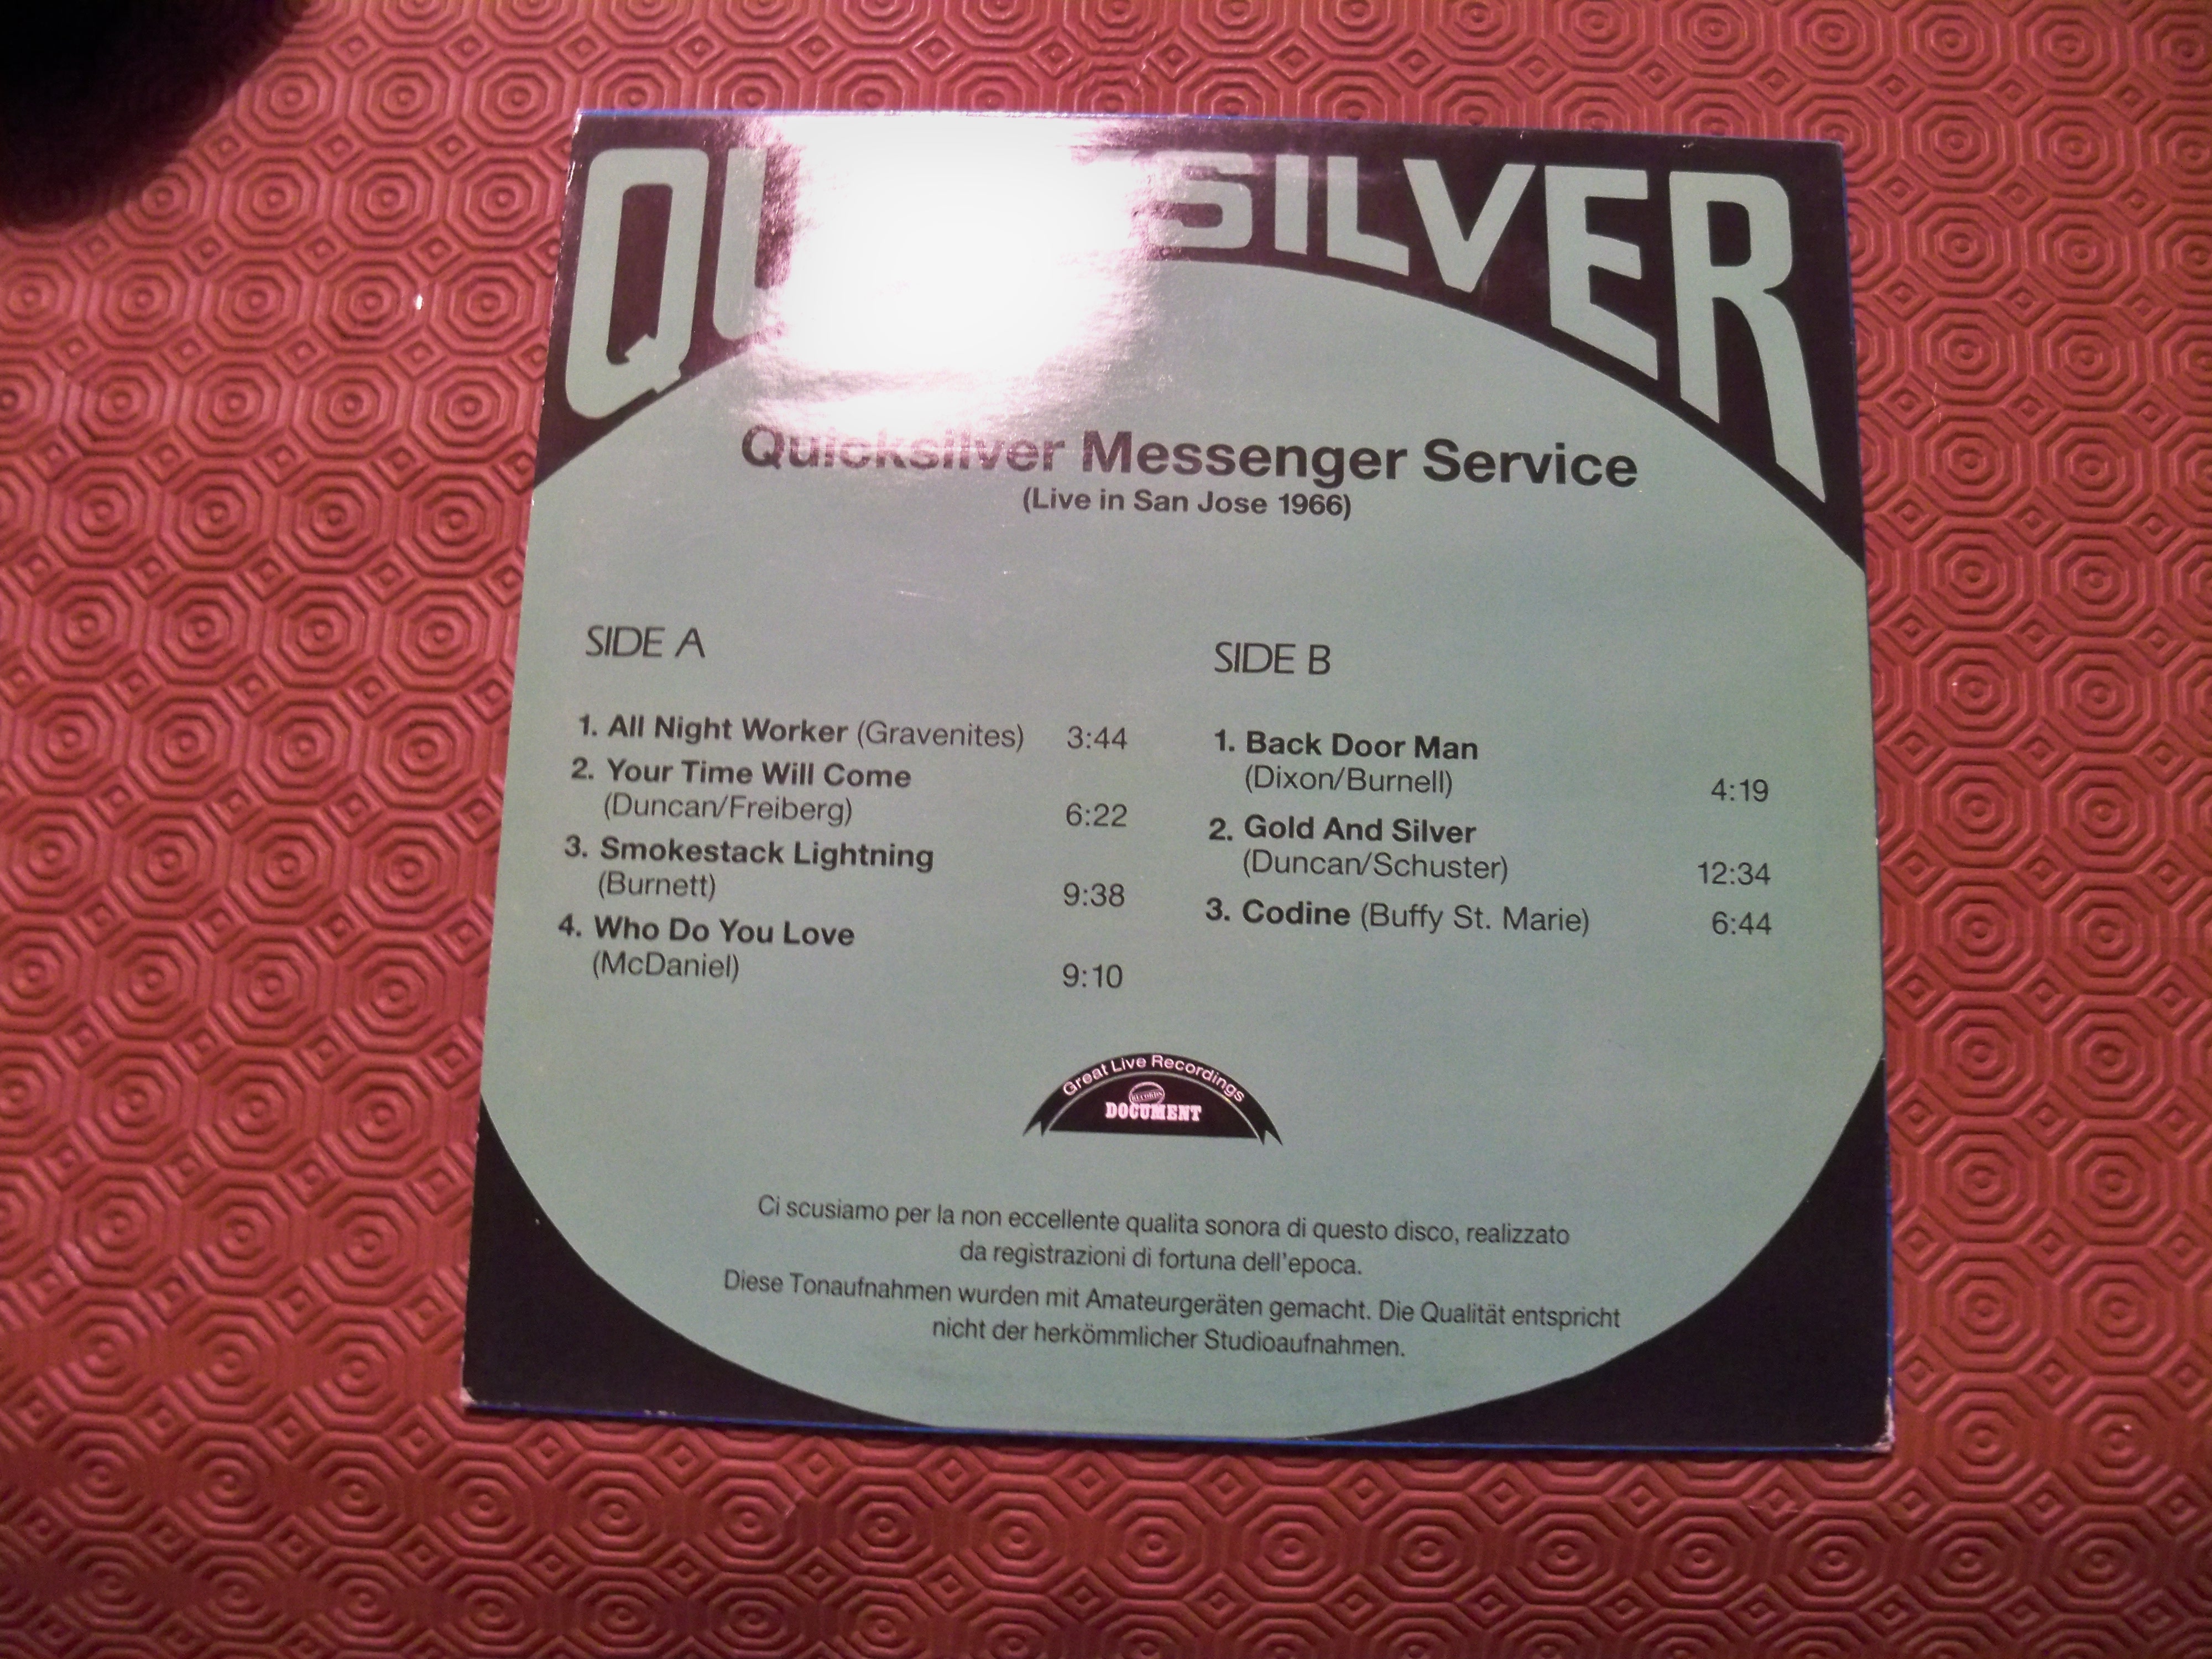 SILVER
Quicksilver Messenger Service
(Live in San Jose 1966)
SIDE A
1. All Night Worker (Gravenites) 3:44
2. Your Time Will Come
(Duncan/Freiberg) 6:22
3. Smokestack Lightning
(Burnett) 9:38
4. Who Do You Love
(McDaniel) 9:10
SIDE B
1. Back Door Man
(Dixon/Burnell) 4:19
2. Gold And Silver
(Duncan/Schuster) 12:34
3. Codine (Buffy St. Marie) 6:44
Great Live Recordings
RECORDS
DOCUMENT
Ci scusiamo per la non eccellente qualita sonora di questo disco, realizzato
da registrazioni di fortuna dell'epoca.
Diese Tonaufnahmen wurden mit Amateurgeräten gemacht. Die Qualität entspricht
nicht der herkömmlicher Studioaufnahmen.